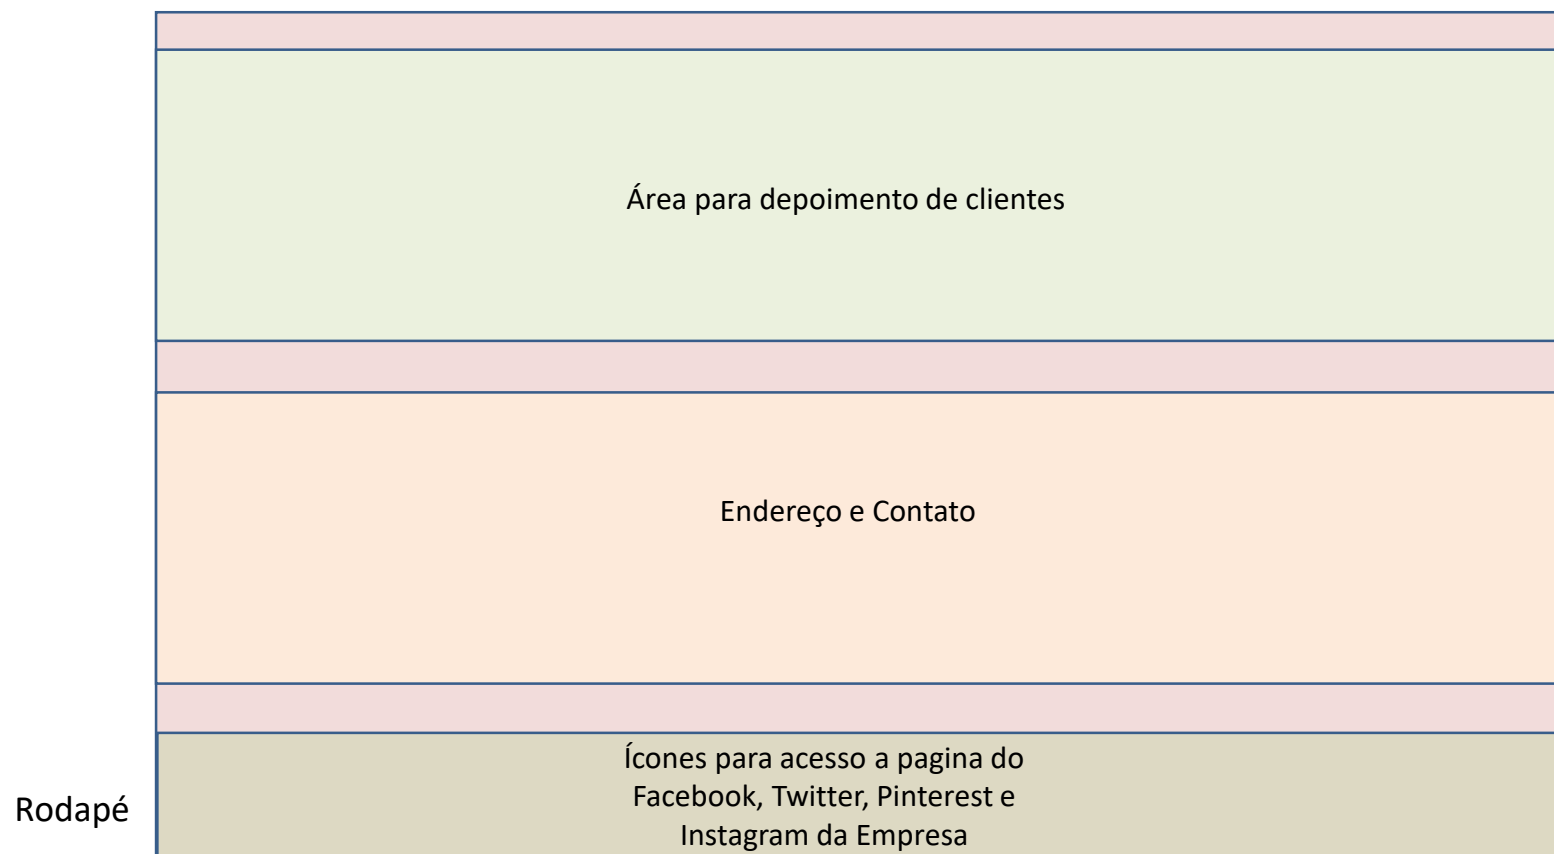 Área para depoimento de clientes
Endereço e Contato
Rodapé
Ícones para acesso a pagina do
Facebook, Twitter, Pinterest e
Instagram da Empresa